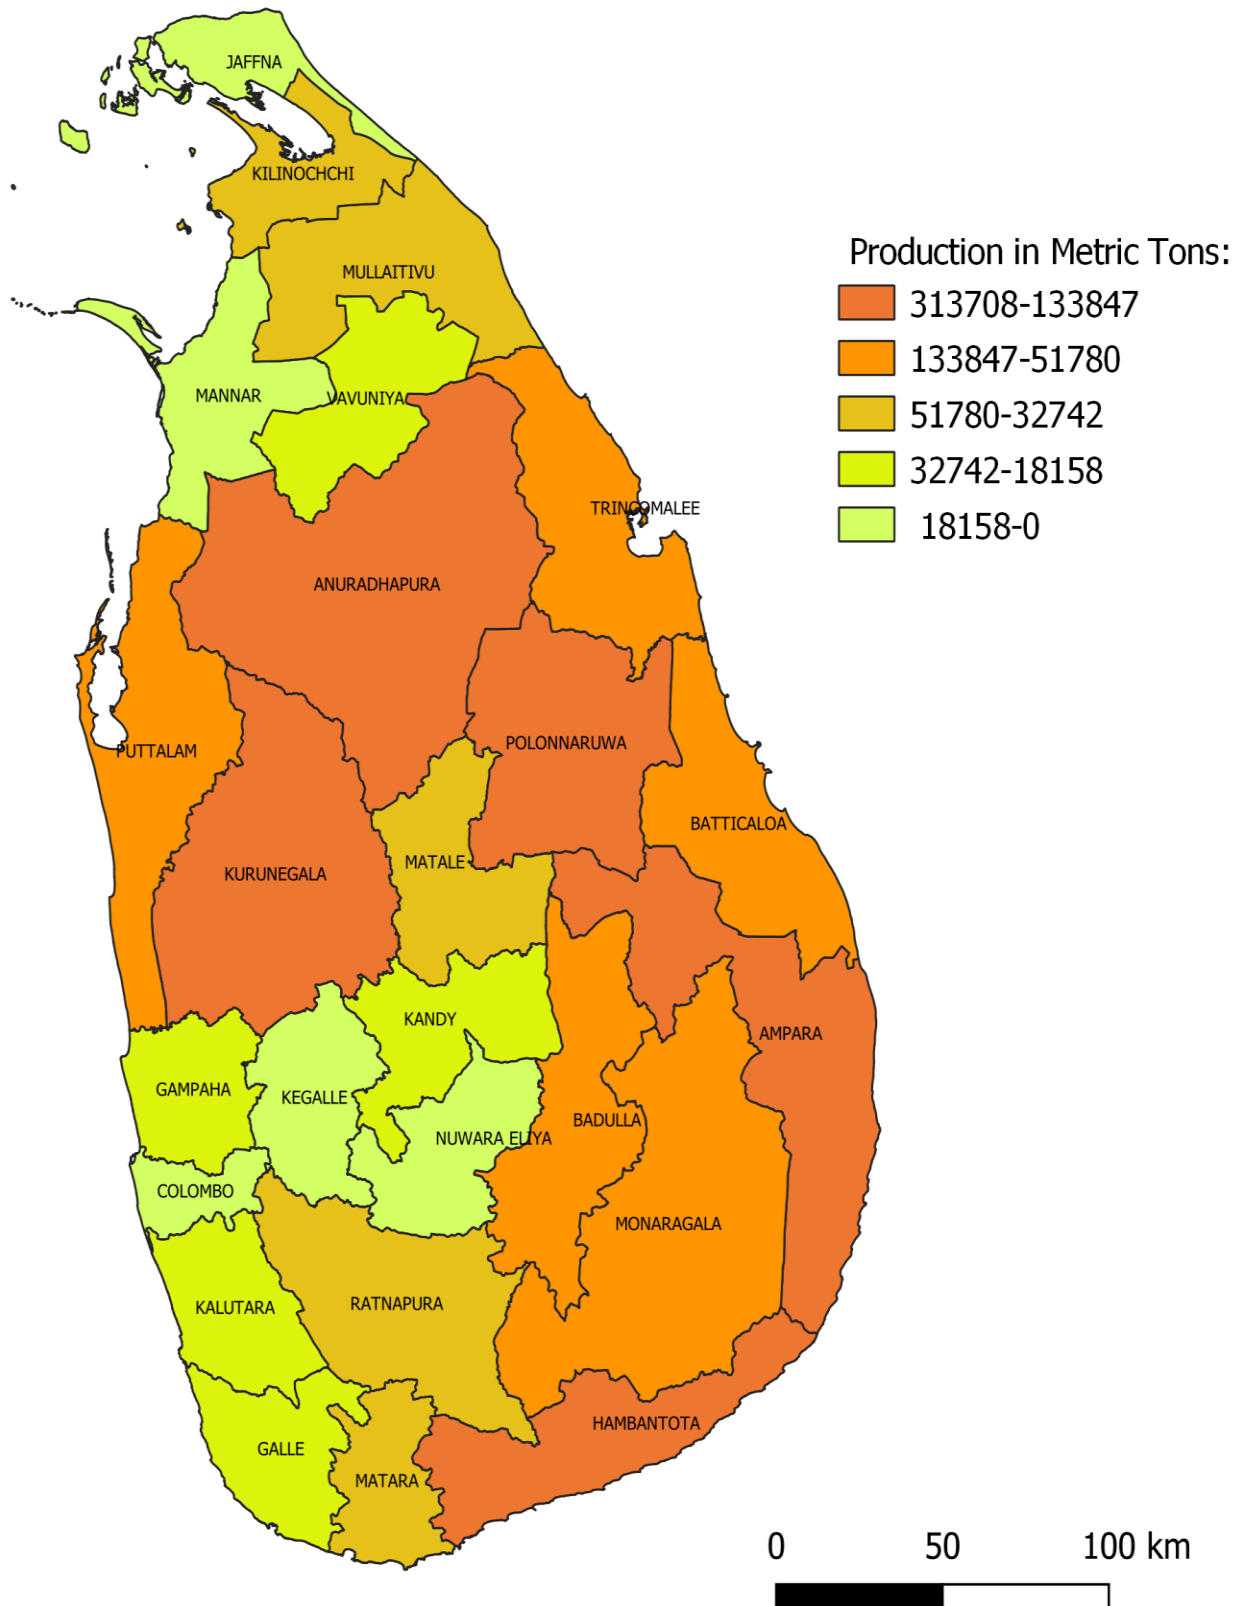 JAFFNA
KILINOCHCHI
MULLAITIVU
Production in Metric Tons:
313708-133847
133847-51780
51780-32742
32742-18158
18158-0
MANNAR
VAVUNIYA
TRINCOMALEE
ANURADHAPURA
PUTTALAM
POLONNARUWA
BATTICALOA
MATALE
KURUNEGALA
KANDY
AMPARA
GAMPAHA
KEGALLE
BADULLA
NUWARA ELIYA
COLOMBO
MONARAGALA
KALUTARA
RATNAPURA
HAMBANTOTA
GALLE
MATARA
0 50 100 km